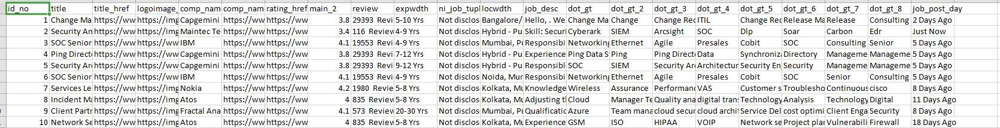 id_no title title_href logoimage_ comp_nam comp_nam rating_href main_2 review expwdth ni_job_tupl locwdth job_desc dot_gt dot_gt_2 dot_gt_3 dot_gt_4 dot_gt_5 dot_gt_6 dot_gt_7 dot_gt_8 job_post_day
1 Change Ma https://ww https://img Capgemini https://ww https://ww 3.8 29393 Revi 5-10 Yrs Not disclos Bangalore/ Hello, . We Change Ma Change Change Rec ITIL Change Rec Release Ma Release Consulting 2 Days Ago
2 Security An https://ww https://img Maintec Te https://ww https://ww 3.4 116 Review 4-9 Yrs Not disclos Hybrid - Pu Skill: Securi Cyberark SIEM Arcsight SOC Dlp Soar Carbon Edr Just Now
3 SOC Senior https://ww https://img IBM https://ww https://ww 4.1 19553 Revi 4-9 Yrs Not disclos Mumbai, Pu Responsibi Networking Ethernet Agile Presales Cobit SOC Consulting Senior 5 Days Ago
4 Ping Direct https://ww https://img Capgemini https://ww https://ww 3.8 29393 Revi 7-12 Yrs Not disclos Hybrid - Pu Experience Ping Data S Ping Ping Direct Data Synchroniz Directory Manageme Manageme 5 Days Ago
5 Security Ar https://ww https://img Capgemini https://ww https://ww 3.8 29393 Revi 9-12 Yrs Not disclos Hybrid - Pu Responsibl SOC SIEM Security Ar Architectur Security En Security Manageme Manageme 5 Days Ago
6 SOC Senior https://ww https://img IBM https://ww https://ww 4.1 19553 Revi 4-9 Yrs Not disclos Noida, Mur Responsibi Networking Ethernet Agile Presales Cobit SOC Senior Consulting 5 Days Ago
7 Services Le https://ww https://img Nokia https://ww https://ww 4.2 1980 Revie 5-8 Yrs Not disclos Kolkata, Mu Knowledge Wireless Assurance Performanc VAS Customer s Troublesho Continuous cisco 8 Days Ago
8 Incident Ma https://ww https://img Atos https://ww https://ww 4 835 Review 5-8 Yrs Not disclos Kolkata, Mu Adjusting tl Cloud Manager Te Quality ana digital tran Technology Analysis Technology Digital 11 Days Ago
9 Client Partn https://ww https://img Fractal Ana https://ww https://ww 4.1 573 Review 20-30 Yrs Not disclos Mumbai, Pu Qualificatic Azure Team mana cloud secur cloud archit Service Del cost optimi Client Enga Security 8 Days Ago
10 Network Se https://ww https://img Atos https://ww https://ww 4 835 Review 5-8 Yrs Not disclos Kolkata, Mu Experience GSM ISO HIPAA VOIP Network se Project plan Vulnerabili Firewall 18 Days Ago